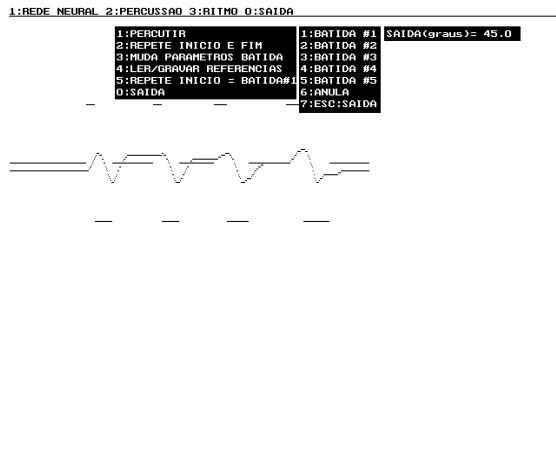 1:REDE NEURAL 2:PERCUSSAO 3:RITMO 0:SAIDA
1:PERCUTIR
2:REPETE INICIO E FIM
3:MUDA PARAMETROS BATIDA
4:LER/GRAVAR REFERENCIAS
5:REPETE INICIO = BATIDA#1
0:SAIDA
1:BATIDA #1
2:BATIDA #2
3:BATIDA #3
4:BATIDA #4
5:BATIDA #5
6:ANULA
7:ESC:SAIDA
SAIDA(graus)= 45.0